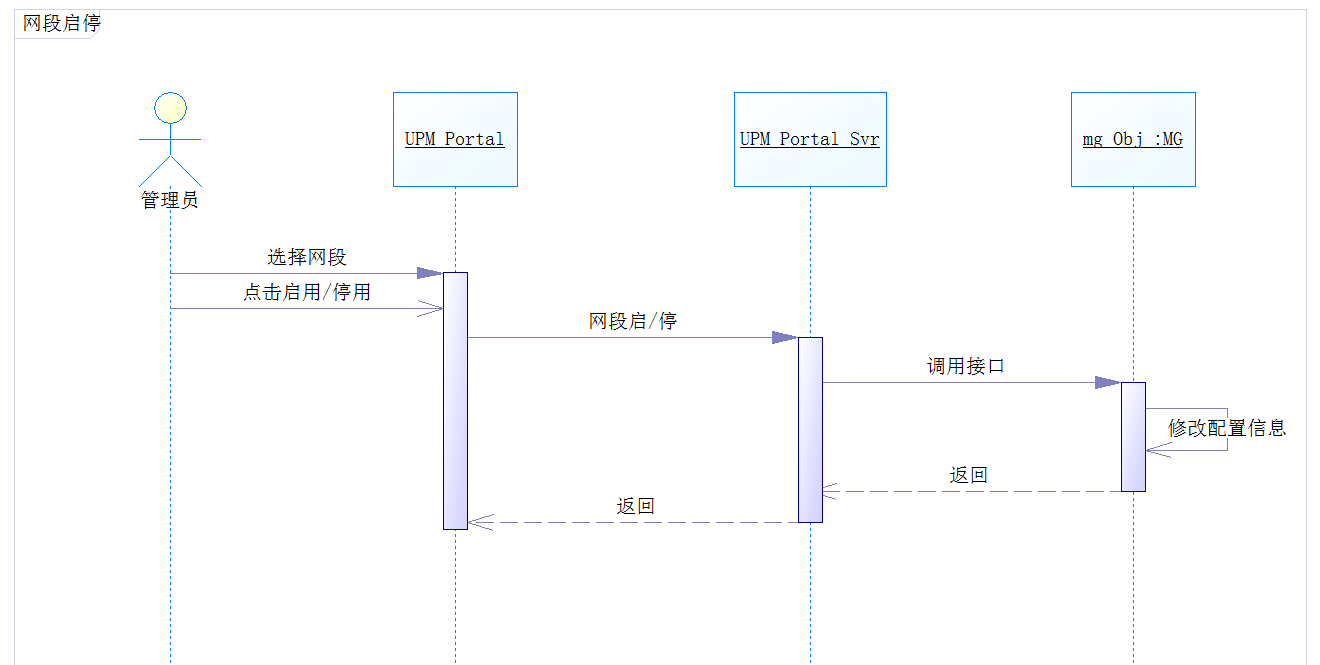 网段启停
UPM Portal
UPM Portal Svr
mg Obj :MG
管理员
选择网段
点击启用/停用
网段启/停
调用接口
修改配置信息
返回
返回